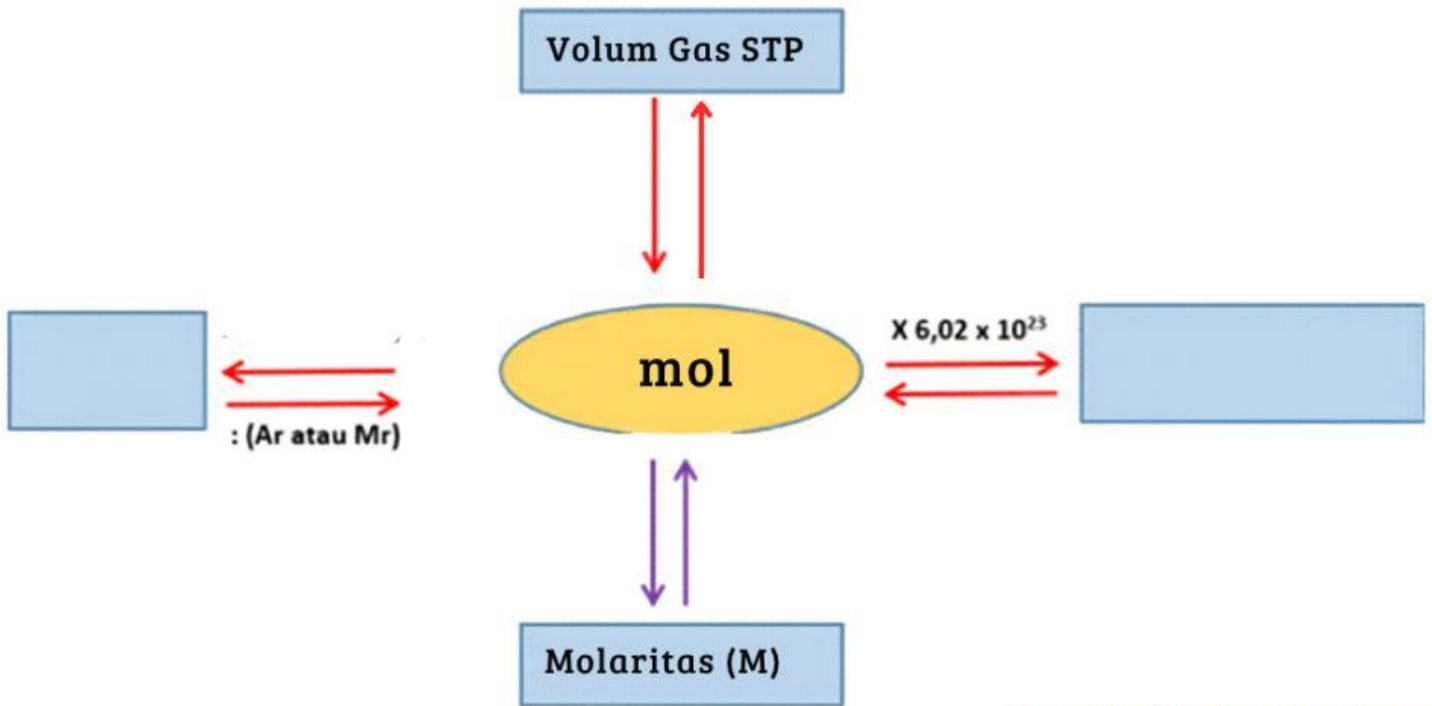 Volum Gas STP
X 6,02 x 10²³
mol
: (Ar atau Mr)
Molaritas (M)